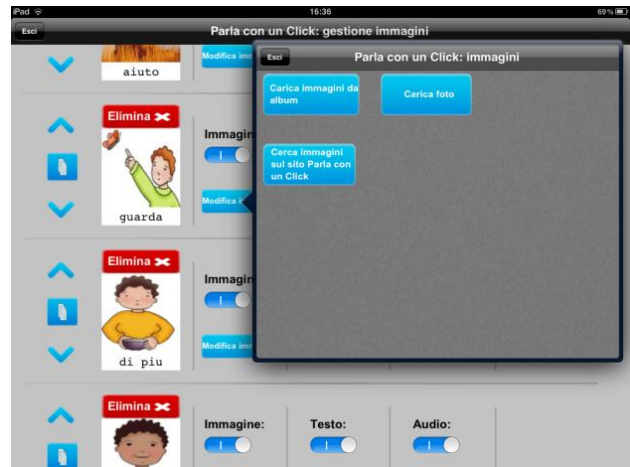 iPad 16:36 69%
Esci Parla con un Click: gestione immagini
aiuto
Modifica imm
Elimina
Immagin
Modifica i
guarda
Elimina
Immagin
Modifica imm
di piu
Elimina
Immagine: Testo: Audio:
Esci Parla con un Click: immagini
Carica immagini da
album
Carica foto
Cerca immagini
sul sito Parla con
un Click